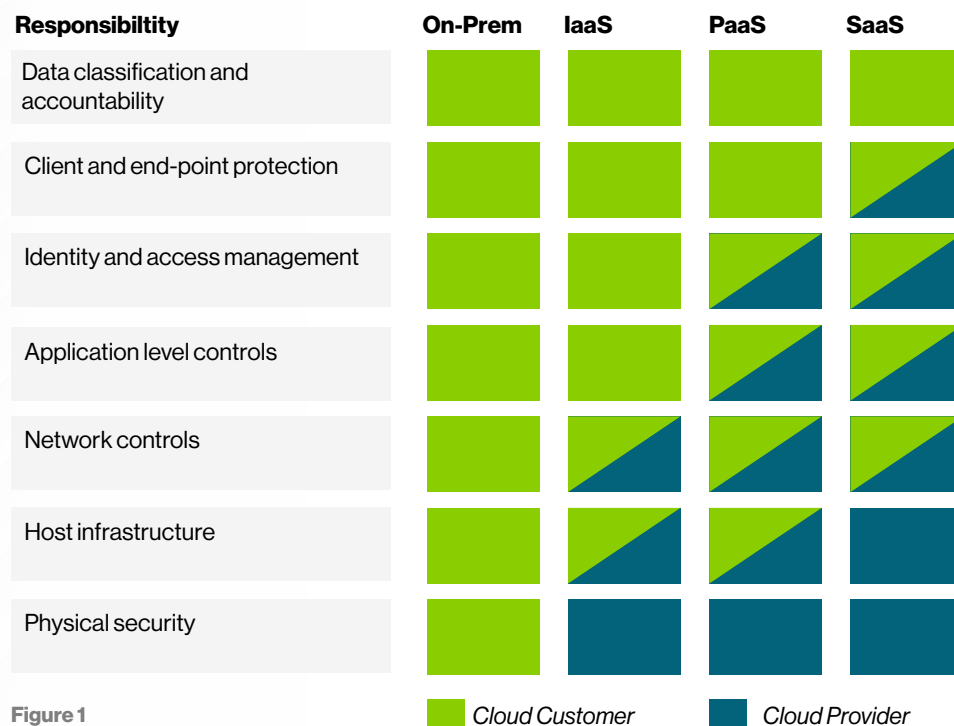 Responsibiltity On-Prem IaaS PaaS SaaS
Data classification and
accountability
Client and end-point protection
Identity and access management
Application level controls
Network controls
Host infrastructure
Physical security
Figure 1 Cloud Customer Cloud Provider